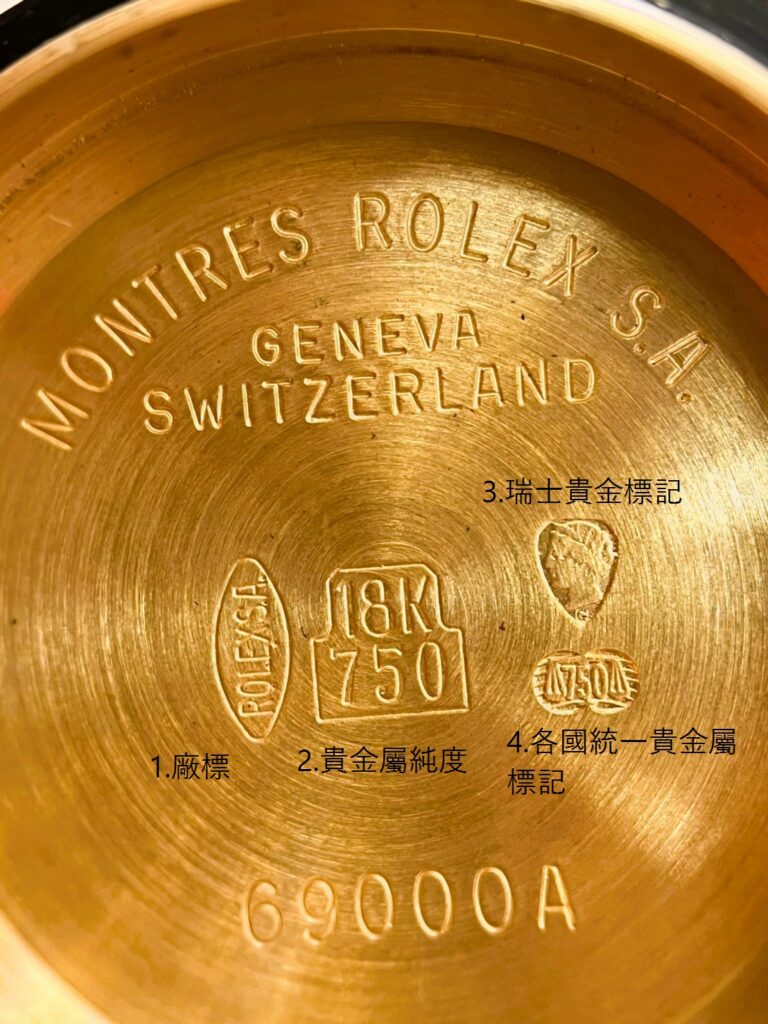 MONTRES ROLEX S.A.
GENEVA
SWITZERLAND
3.瑞士貴金標記
ROLEX S.A.
18K
750
G
750
1.廠標
2.貴金屬純度
4.各國統一貴金屬
標記
69000A